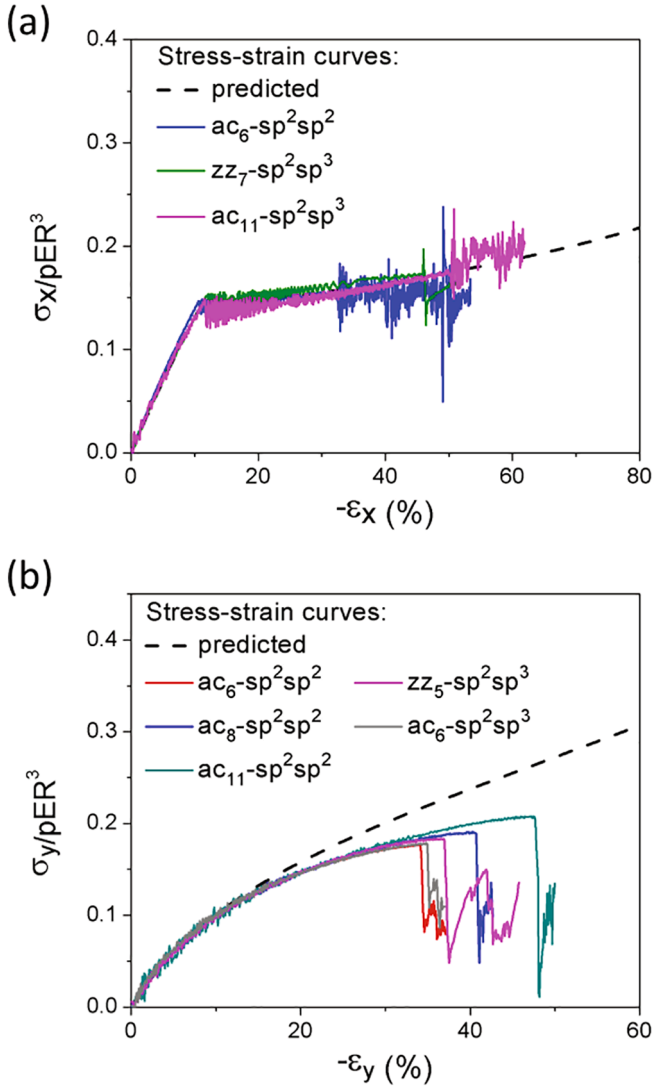 (a)
0.4
0.3
0.2
0.1
0.0
σx/pER³
Stress-strain curves:
predicted
ac₆-sp²sp²
zz₇-sp²sp³
ac₁₁-sp²sp³
0 20 40 60 80
-εx (%)
(b)
0.4
0.3
0.2
0.1
0.0
σy/pER³
Stress-strain curves:
predicted
ac₆-sp²sp² zz₅-sp²sp³
ac₈-sp²sp² ac₆-sp²sp³
ac₁₁-sp²sp²
0 20 40 60
-εy (%)